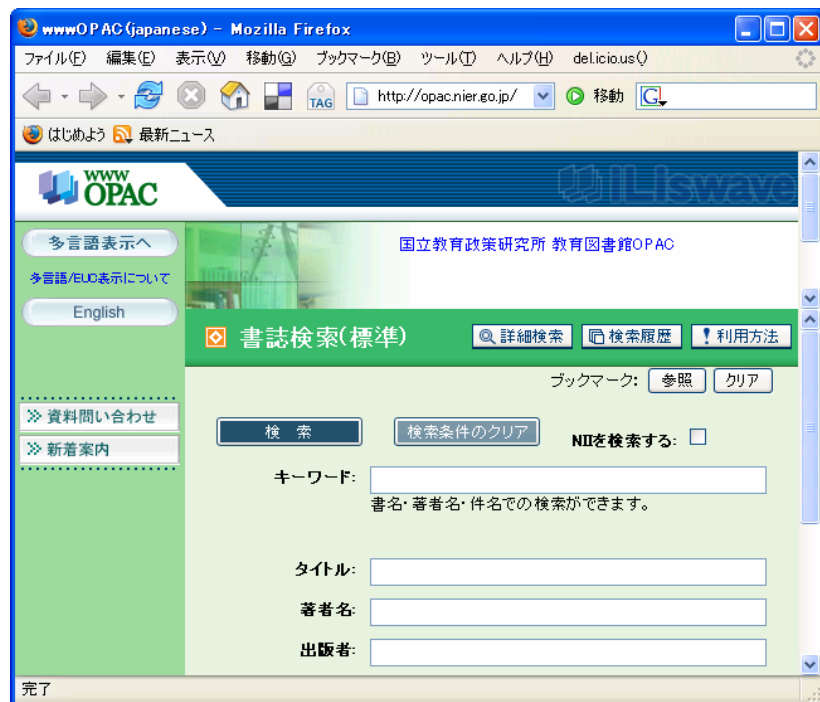 wwwOPAC(japanese) - Mozilla Firefox
ファイル(F) 編集(E) 表示(V) 移動(G) ブックマーク(B) ツール(T) ヘルプ(H) del.icio.us()
TAG http://opac.nier.go.jp/ 移動 G
はじめよう 最新ニュース
www OPAC iLiswave
多言語表示へ 国立教育政策研究所 教育図書館OPAC
多言語/EUC表示について
English
書誌検索(標準) 詳細検索 検索履歴 利用方法
ブックマーク: 参照 クリア
資料問い合わせ
検 索 検索条件のクリア NIIを検索する:
新着案内
キーワード:
書名・著者名・件名での検索ができます。
タイトル:
著者名:
出版者:
完了